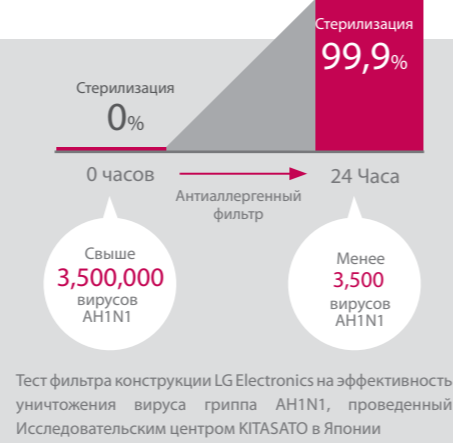 Стерилизация
99,9%
Стерилизация
0%
0 часов
24 Часа
Антиаллергенный
фильтр
Свыше
3,500,000
вирусов
AH1N1
Менее
3,500
вирусов
AH1N1
Тест фильтра конструкции LG Electronics на эффективность
уничтожения вируса гриппа AH1N1, проведенный
Исследовательским центром KITASATO в Японии